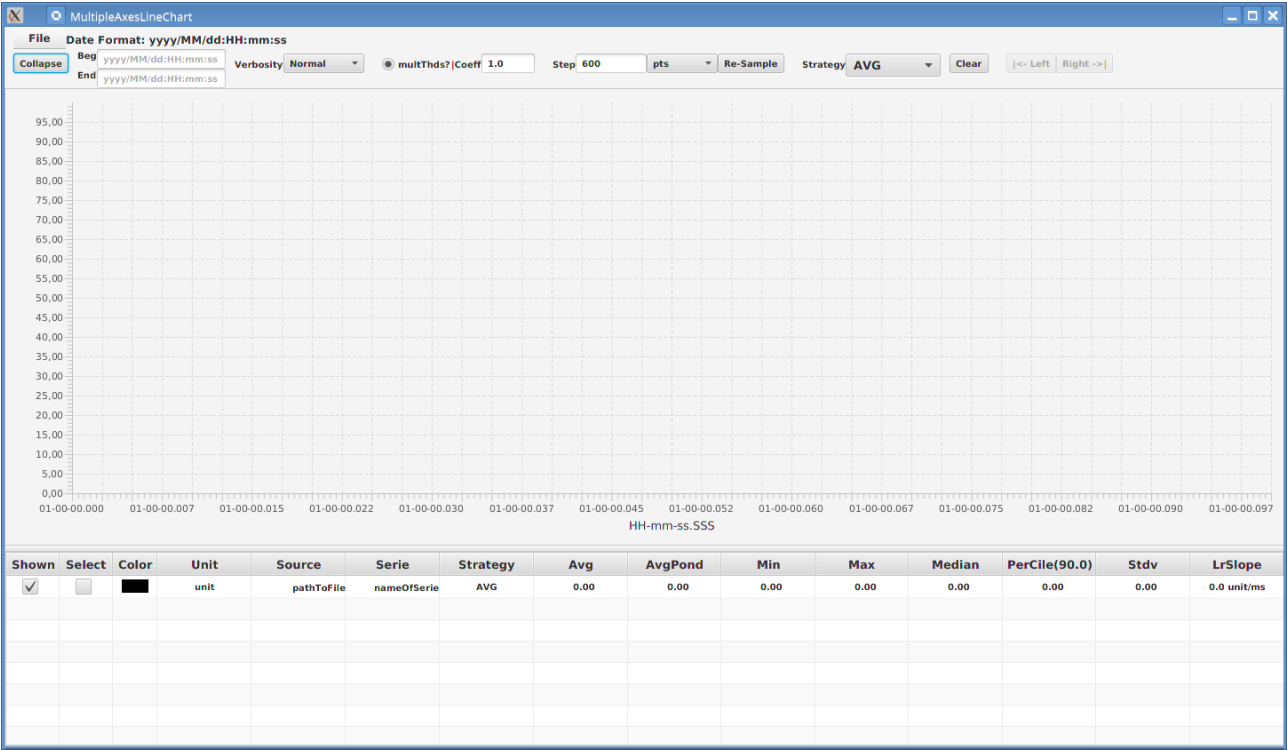 MultipleAxesLineChart
File Date Format: yyyy/MM/dd:HH:mm:ss
Collapse Beg yyyy/MM/dd:HH:mm:ss Verbosity Normal multThds?|Coeff 1.0 Step 600 pts Re-Sample Strategy AVG Clear |<- Left Right ->|
End yyyy/MM/dd:HH:mm:ss
95,00
90,00
85,00
80,00
75,00
70,00
65,00
60,00
55,00
50,00
45,00
40,00
35,00
30,00
25,00
20,00
15,00
10,00
5,00
0,00
01-00-00.000 01-00-00.007 01-00-00.015 01-00-00.022 01-00-00.030 01-00-00.037 01-00-00.045 01-00-00.052 01-00-00.060 01-00-00.067 01-00-00.075 01-00-00.082 01-00-00.090 01-00-00.097
HH-mm-ss.SSS
Shown Select Color Unit Source Serie Strategy Avg AvgPond Min Max Median PerCile(90.0) Stdv LrSlope
unit pathToFile nameOfSerie AVG 0.00 0.00 0.00 0.00 0.00 0.00 0.00 0.0 unit/ms